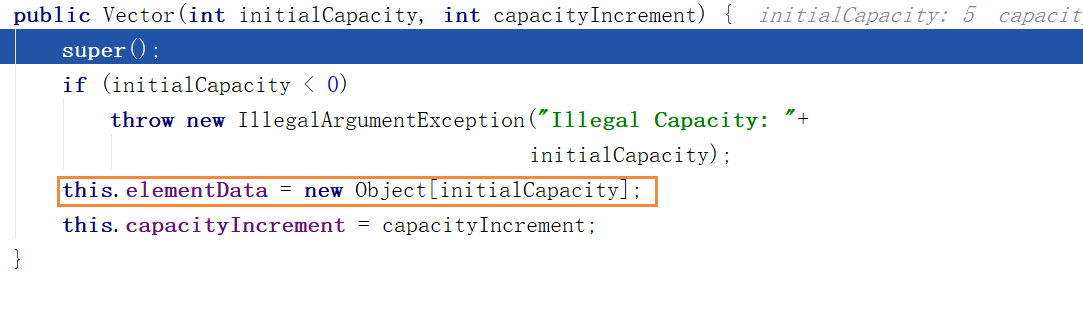 public Vector(int initialCapacity, int capacityIncrement) { initialCapacity: 5 capacity
super();
if (initialCapacity < 0)
throw new IllegalArgumentException("Illegal Capacity: "+
initialCapacity);
this.elementData = new Object[initialCapacity];
this.capacityIncrement = capacityIncrement;
}